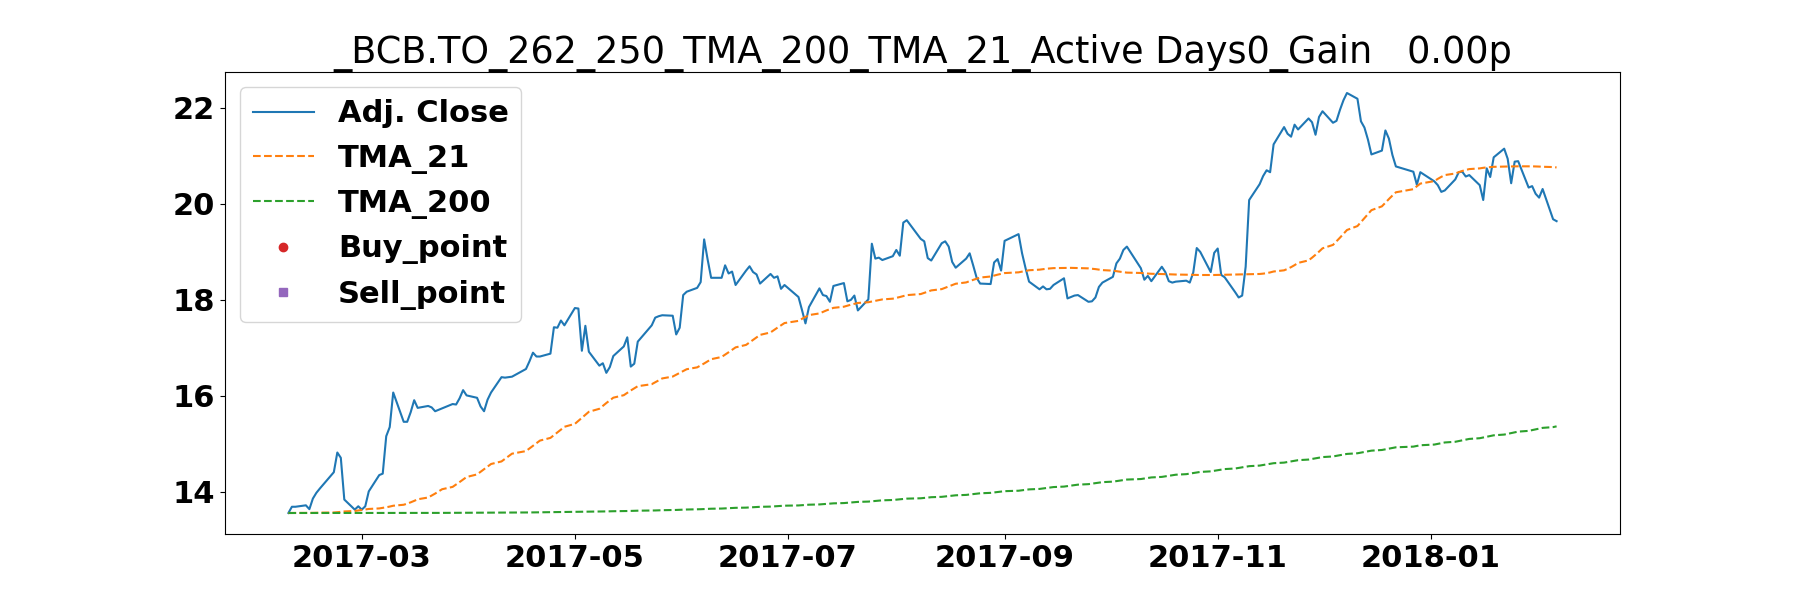 _BCB.TO_262_250_TMA_200_TMA_21_Active Days0_Gain   0.00p
Adj. Close
TMA_21
TMA_200
Buy_point
Sell_point
22
20
18
16
14
2017-03 2017-05 2017-07 2017-09 2017-11 2018-01